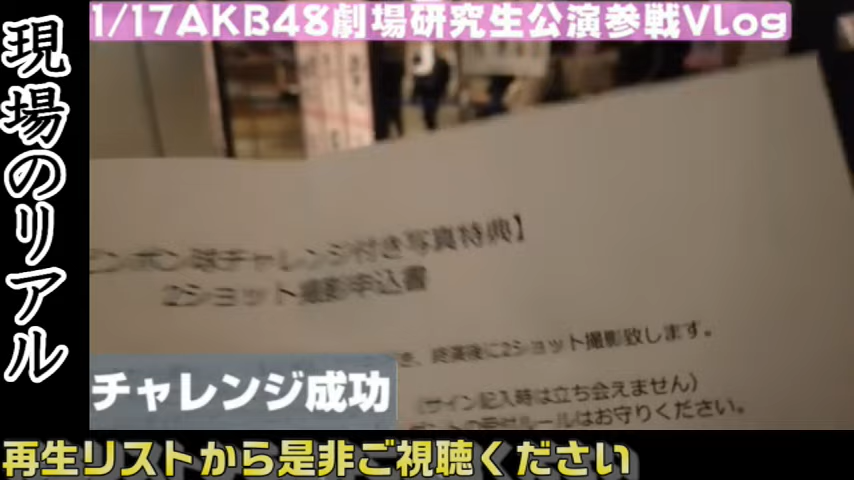 1/17AKB48劇場研究生公演参戦Vlog
現場のリアル
ピンポン球チャレンジ付き写真特典】
2ショット撮影申込書
終演後に2ショット撮影致します。
(サイン記入時は立ち会えません)
ルールはお守りください。
チャレンジ成功
再生リストから是非ご視聴ください